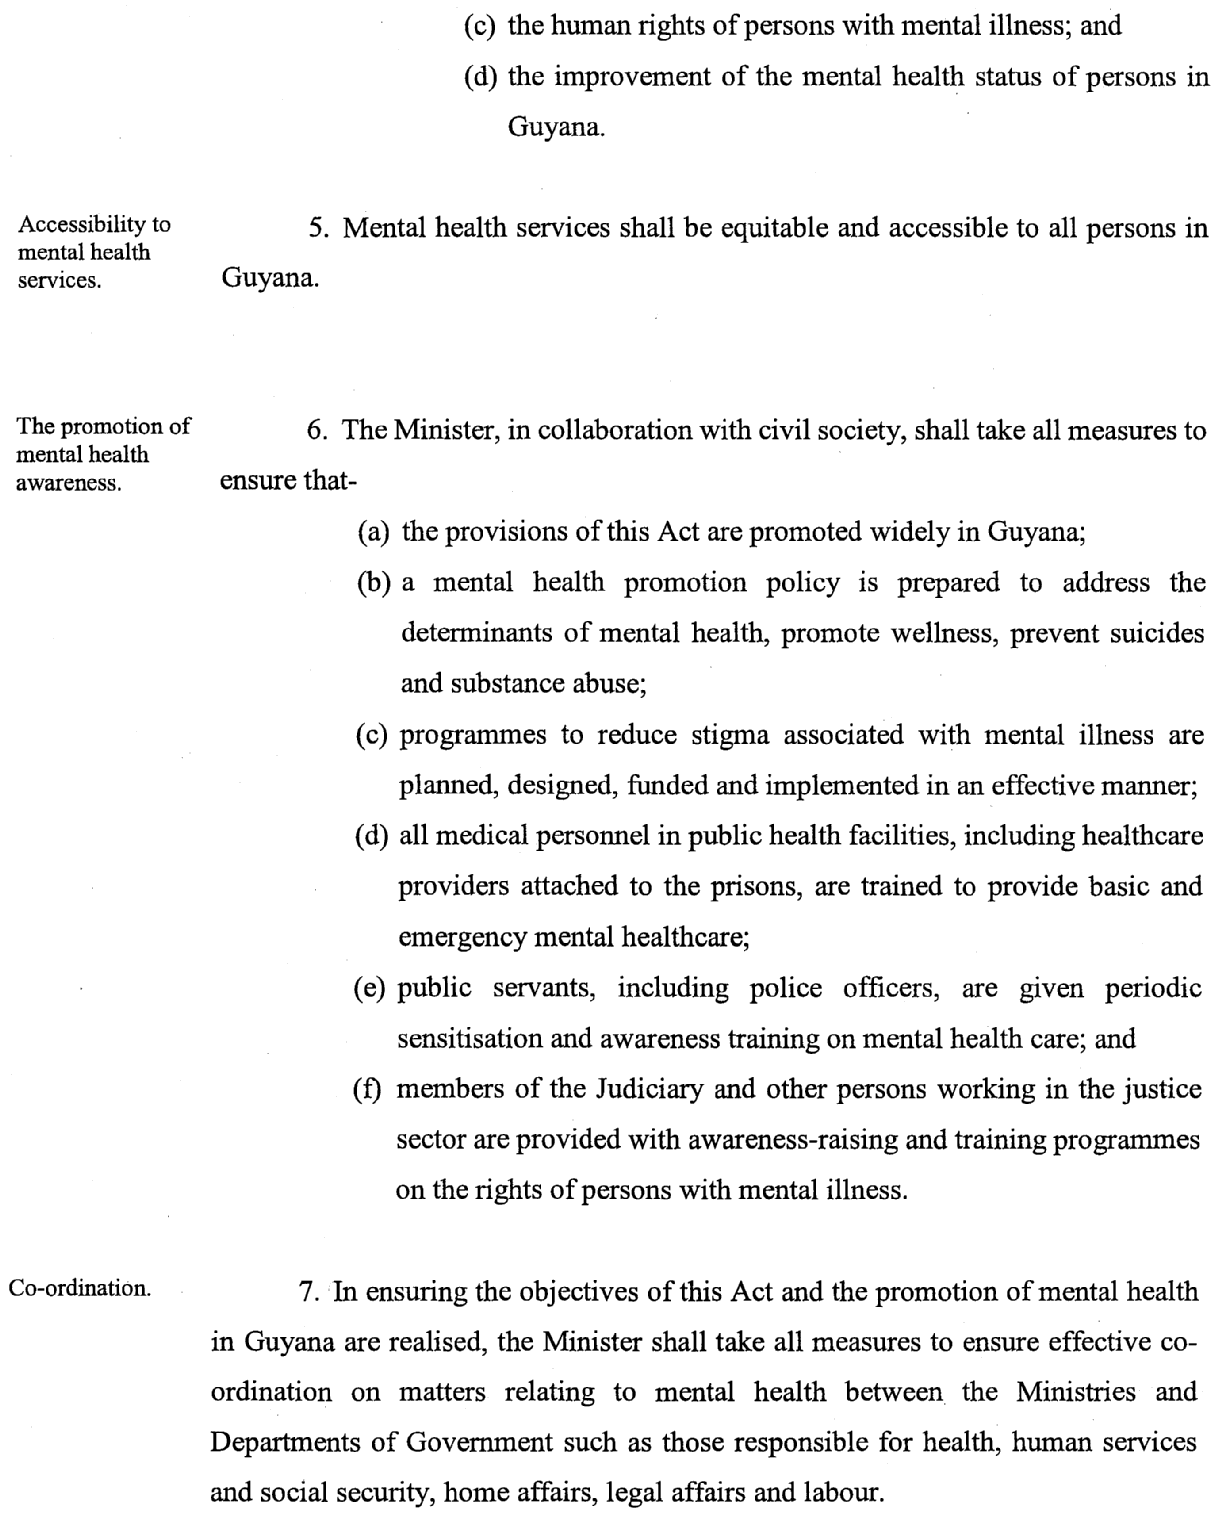 (c) the human rights of persons with mental illness; and
(d) the improvement of the mental health status of persons in
Guyana.
Accessibility to
mental health
services.
5. Mental health services shall be equitable and accessible to all persons in
Guyana.
The promotion of
mental health
awareness.
6. The Minister, in collaboration with civil society, shall take all measures to
ensure that-
(a) the provisions of this Act are promoted widely in Guyana;
(b) a mental health promotion policy is prepared to address the
determinants of mental health, promote wellness, prevent suicides
and substance abuse;
(c) programmes to reduce stigma associated with mental illness are
planned, designed, funded and implemented in an effective manner;
(d) all medical personnel in public health facilities, including healthcare
providers attached to the prisons, are trained to provide basic and
emergency mental healthcare;
(e) public servants, including police officers, are given periodic
sensitisation and awareness training on mental health care; and
(f) members of the Judiciary and other persons working in the justice
sector are provided with awareness-raising and training programmes
on the rights of persons with mental illness.
Co-ordination.
7. In ensuring the objectives of this Act and the promotion of mental health
in Guyana are realised, the Minister shall take all measures to ensure effective co-
ordination on matters relating to mental health between the Ministries and
Departments of Government such as those responsible for health, human services
and social security, home affairs, legal affairs and labour.